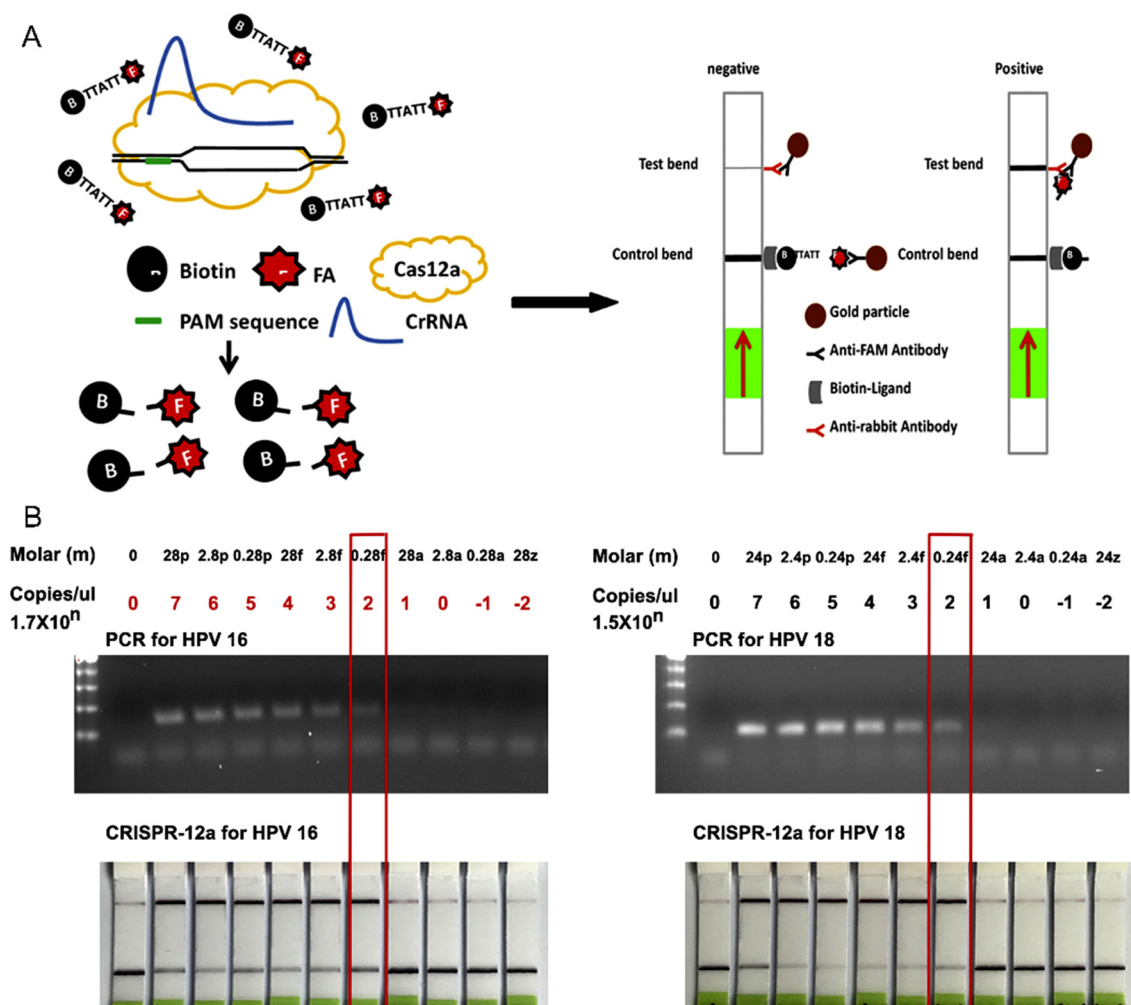 A
B TTATT F
B TTATT F
B TTATT F
B TTATT F
B TTATT F
Biotin
FA
Cas12a
PAM sequence
CrRNA
B F B F
B F B F
negative
Positive
Test bend
Test bend
Control bend
B TTATT
Control bend
B
Gold particle
Anti-FAM Antibody
Biotin-Ligand
Anti-rabbit Antibody
B
Molar (m) 0 28p 2.8p 0.28p 28f 2.8f 0.28f 28a 2.8a 0.28a 28z
Copies/ul 0 7 6 5 4 3 2 1 0 -1 -2
1.7X10ⁿ
PCR for HPV 16
CRISPR-12a for HPV 16
Molar (m) 0 24p 2.4p 0.24p 24f 2.4f 0.24f 24a 2.4a 0.24a 24z
Copies/ul 0 7 6 5 4 3 2 1 0 -1 -2
1.5X10ⁿ
PCR for HPV 18
CRISPR-12a for HPV 18